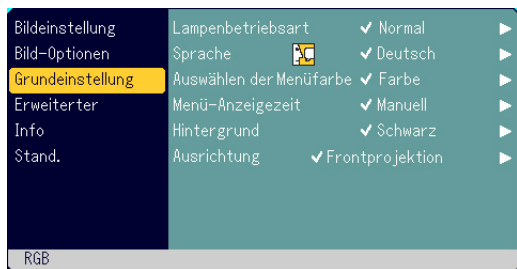 Bildeinstellung
Bild-Optionen
Grundeinstellung
Erweiterter
Info
Stand.
Lampenbetriebsart ✓ Normal ▶
Sprache ✓ Deutsch ▶
Auswählen der Menüfarbe ✓ Farbe ▶
Menü-Anzeigezeit ✓ Manuell ▶
Hintergrund ✓ Schwarz ▶
Ausrichtung ✓ Frontprojektion ▶
RGB